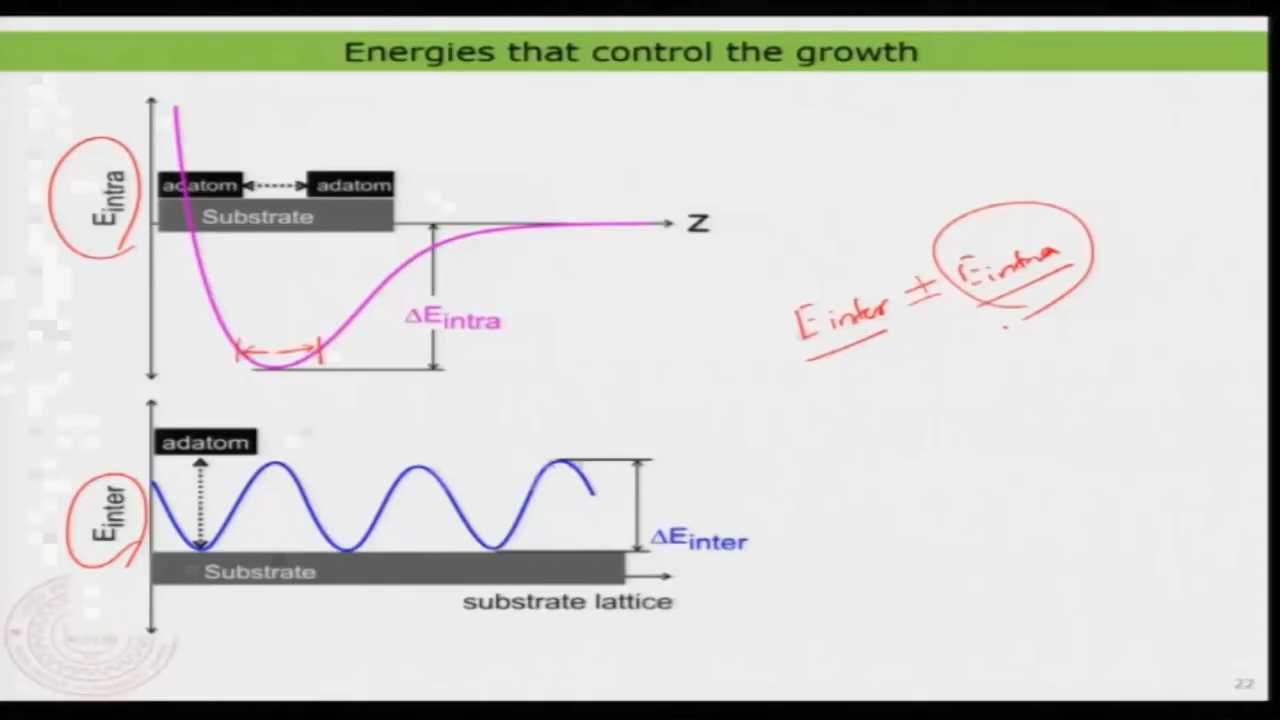 Energies that control the growth
Eintra
adatom
adatom
Substrate
Z
ΔEintra
Einter ± Eintra
adatom
Einter
ΔEinter
Substrate
substrate lattice
22